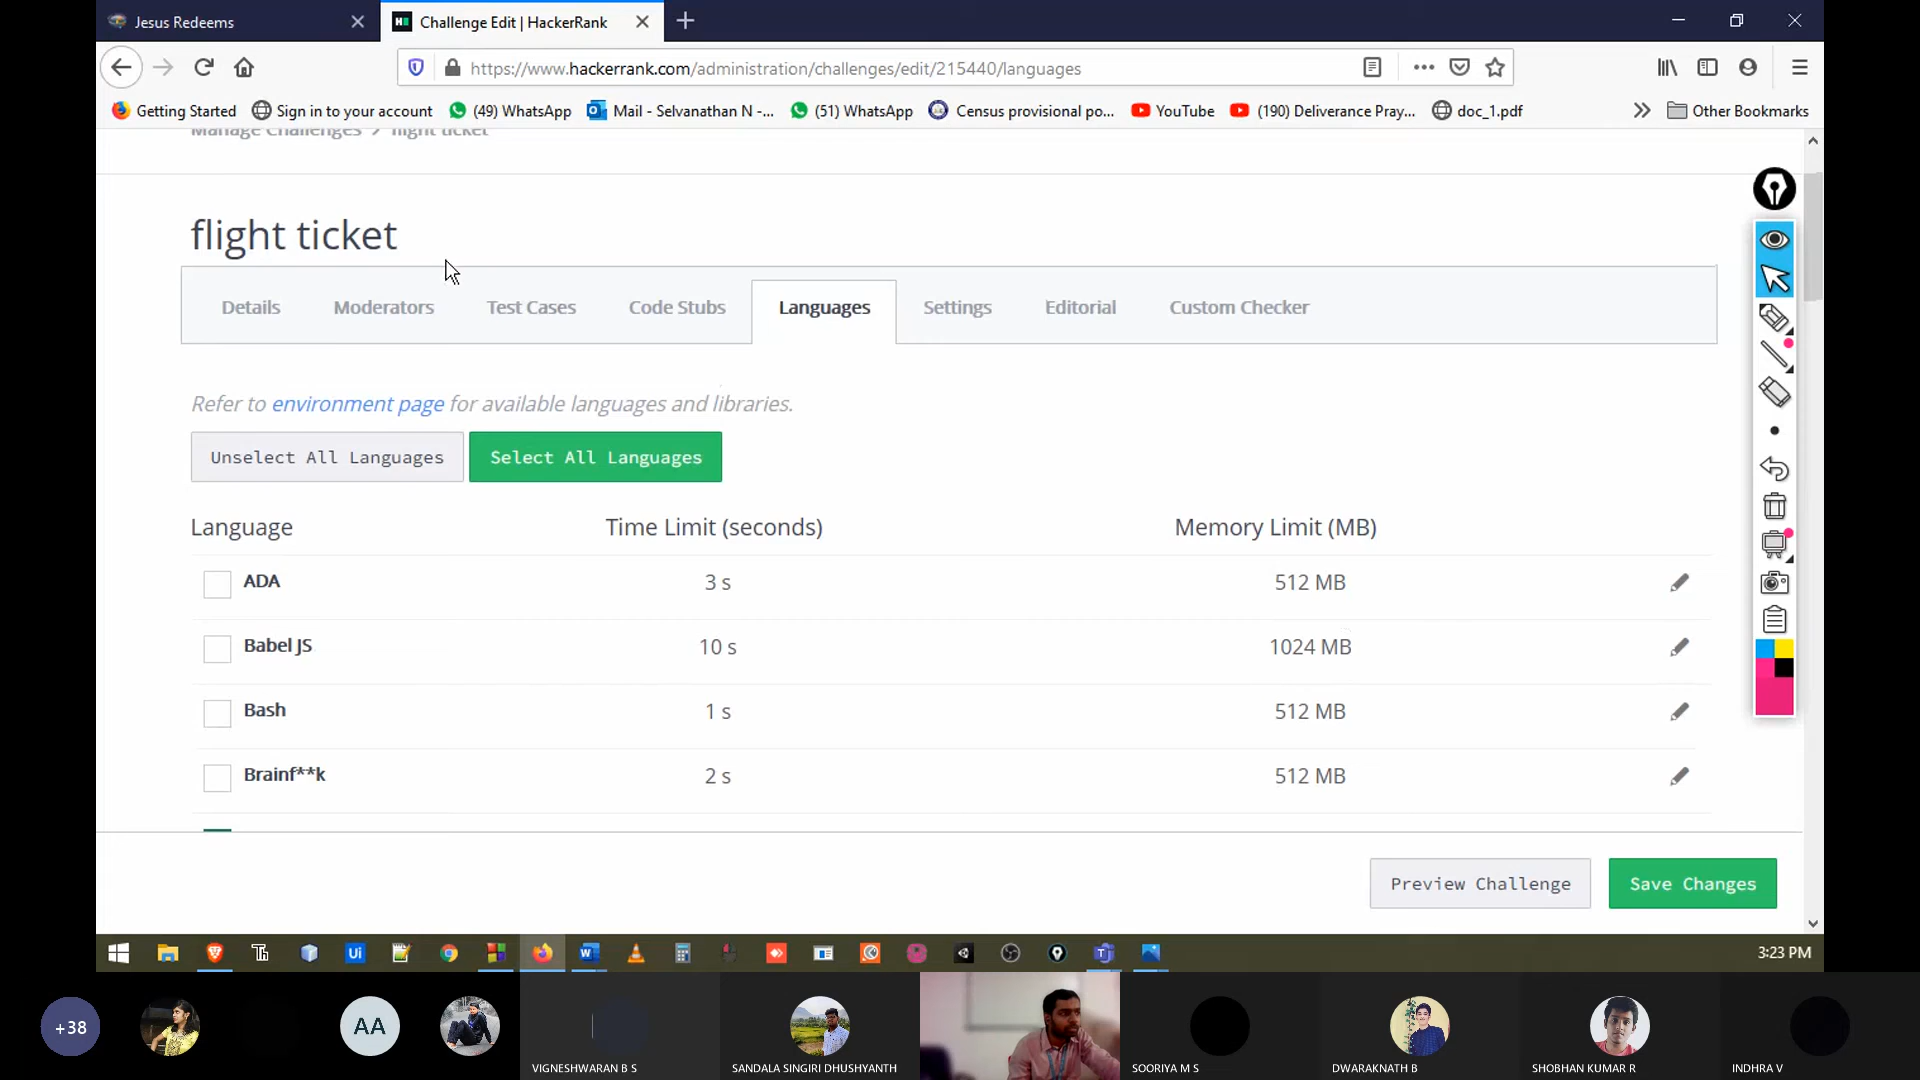 Jesus Redeems
Challenge Edit | HackerRank
https://www.hackerrank.com/administration/challenges/edit/215440/languages
Getting Started
Sign in to your account
(49) WhatsApp
Mail - Selvanathan N -...
(51) WhatsApp
Census provisional po...
YouTube
(190) Deliverance Pray...
doc_1.pdf
Other Bookmarks
Manage Challenges > flight ticket
flight ticket
Details
Moderators
Test Cases
Code Stubs
Languages
Settings
Editorial
Custom Checker
Refer to environment page for available languages and libraries.
Unselect All Languages
Select All Languages
Language Time Limit (seconds) Memory Limit (MB)
ADA 3 s 512 MB
Babel JS 10 s 1024 MB
Bash 1 s 512 MB
Brainf**k 2 s 512 MB
Preview Challenge
Save Changes
3:23 PM
+38
AA
VIGNESHWARAN B S
SANDALA SINGIRI DHUSHYANTH
SOORIYA M S
DWARAKNATH B
SHOBHAN KUMAR R
INDHRA V